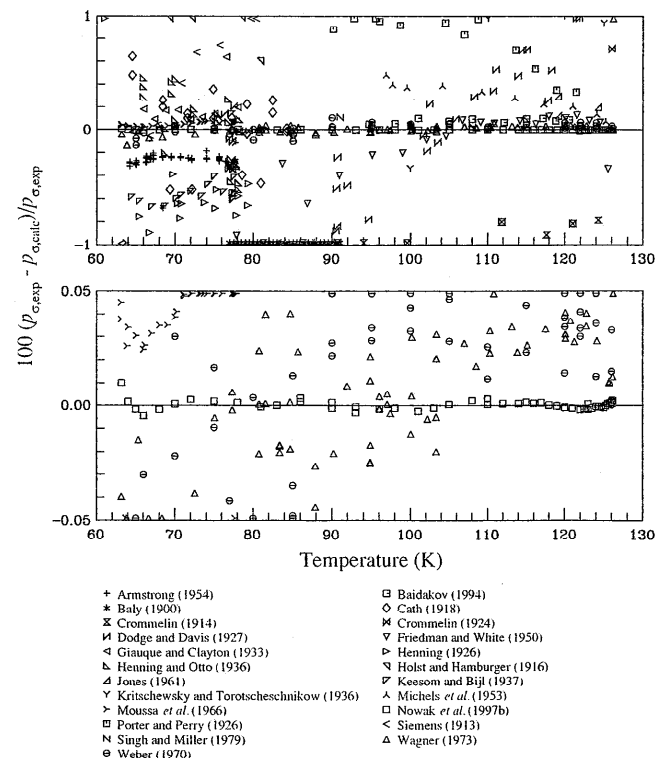 1
0
−1
60 70 80 90 100 110 120 130
100 (pσ,exp - pσ,calc)/pσ,exp
0.05
0.00
−0.05
60 70 80 90 100 110 120 130
Temperature (K)
Armstrong (1954)
Baly (1900)
Crommelin (1914)
Dodge and Davis (1927)
Giauque and Clayton (1933)
Henning and Otto (1936)
Jones (1961)
Kritschewsky and Torotscheschnikow (1936)
Moussa et al. (1966)
Porter and Perry (1926)
Singh and Miller (1979)
Weber (1970)
Baidakov (1994)
Cath (1918)
Crommelin (1924)
Friedman and White (1950)
Henning (1926)
Holst and Hamburger (1916)
Keesom and Bijl (1937)
Michels et al. (1953)
Nowak et al. (1997b)
Siemens (1913)
Wagner (1973)